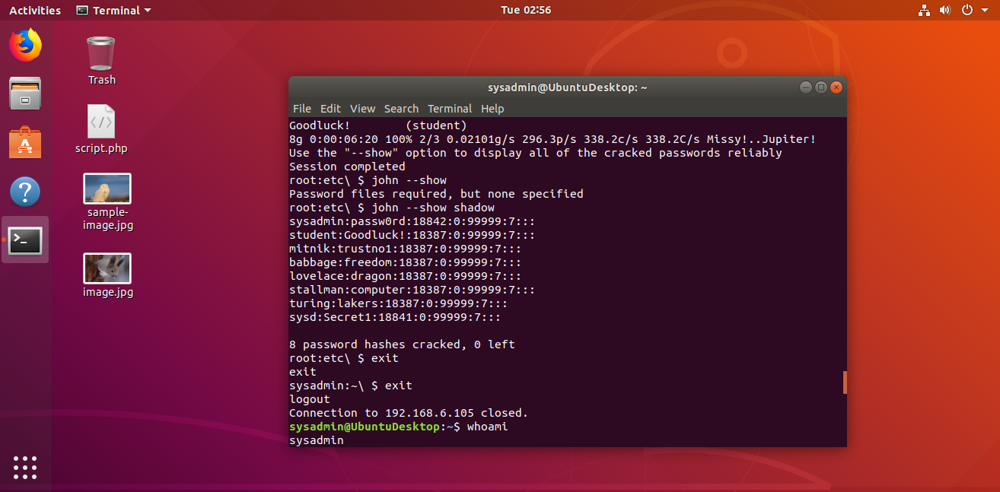 Activities
Terminal
Tue 02:56
Trash
script.php
sample-
image.jpg
image.jpg
sysadmin@UbuntuDesktop: ~
File Edit View Search Terminal Help
Goodluck!        (student)
8g 0:00:06:20 100% 2/3 0.02101g/s 296.3p/s 338.2c/s 338.2C/s Missy!..Jupiter!
Use the "--show" option to display all of the cracked passwords reliably
Session completed
root:etc\ $ john --show
Password files required, but none specified
root:etc\ $ john --show shadow
sysadmin:passw0rd:18842:0:99999:7:::
student:Goodluck!:18387:0:99999:7:::
mitnik:trustno1:18387:0:99999:7:::
babbage:freedom:18387:0:99999:7:::
lovelace:dragon:18387:0:99999:7:::
stallman:computer:18387:0:99999:7:::
turing:lakers:18387:0:99999:7:::
sysd:Secret1:18841:0:99999:7:::
8 password hashes cracked, 0 left
root:etc\ $ exit
exit
sysadmin:~\ $ exit
logout
Connection to 192.168.6.105 closed.
sysadmin@UbuntuDesktop:~$ whoami
sysadmin